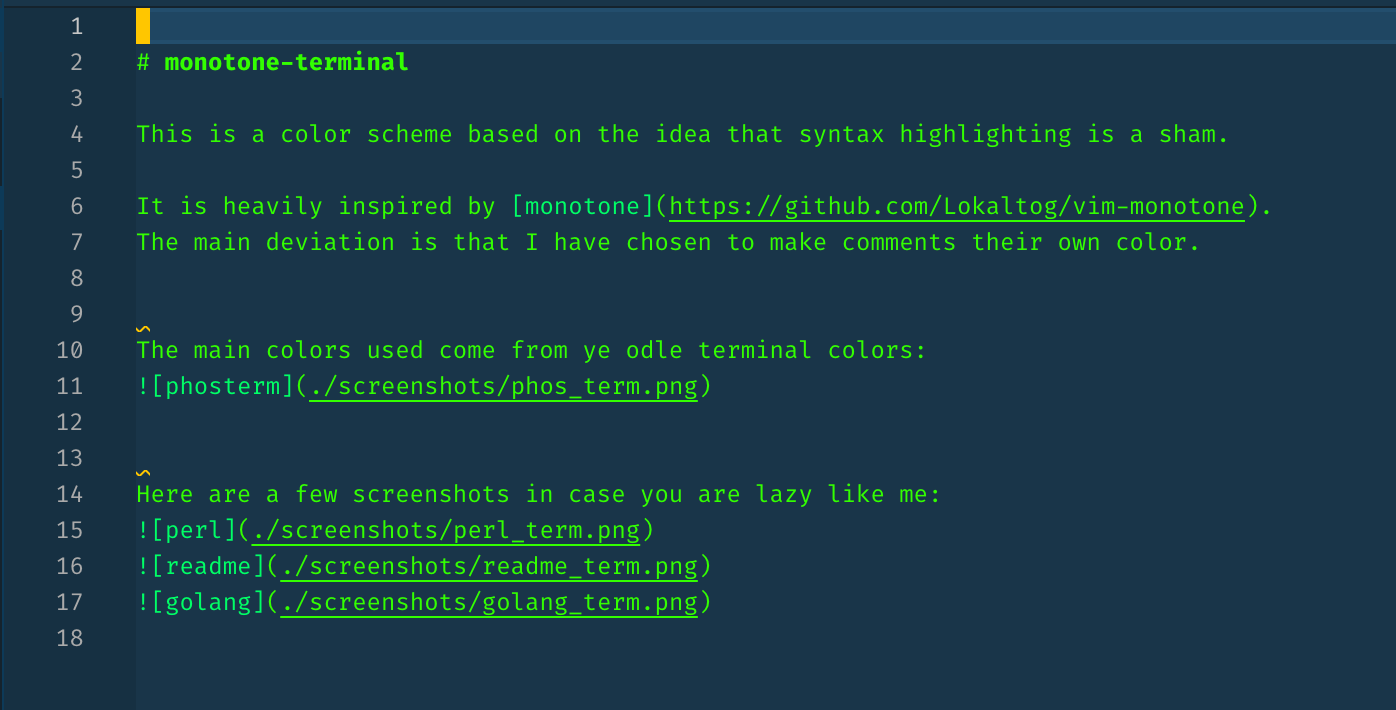 1
2 # monotone-terminal
3
4 This is a color scheme based on the idea that syntax highlighting is a sham.
5
6 It is heavily inspired by [monotone](https://github.com/Lokaltog/vim-monotone).
7 The main deviation is that I have chosen to make comments their own color.
8
9
10 The main colors used come from ye odle terminal colors:
11 ![phosterm](./screenshots/phos_term.png)
12
13
14 Here are a few screenshots in case you are lazy like me:
15 ![perl](./screenshots/perl_term.png)
16 ![readme](./screenshots/readme_term.png)
17 ![golang](./screenshots/golang_term.png)
18